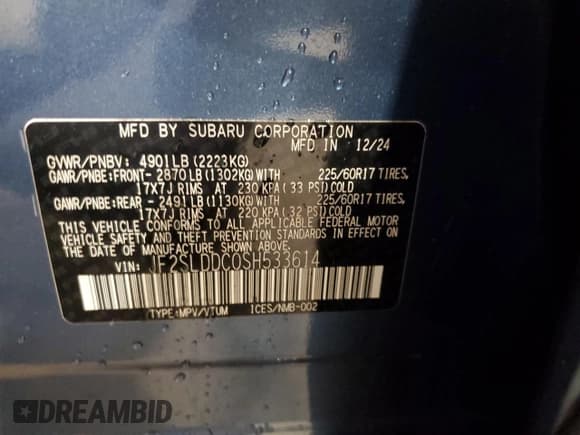 MFD BY SUBARU CORPORATION
MFD IN 12/24
GVWR/PNBV: 4901LB (2223KG)
GAWR/PNBE:FRONT- 2870LB (1302KG)WITH 225/60R17 TIRES,
17X7J RIMS AT 230 KPA (33 PSI)COLD
GAWR/PNBE:REAR -2491LB(1130KG)WITH 225/60R17 TIRES,
17X7J RIMS AT 220 KPA(32 PSI)COLD
THIS VEHICLE CONFORMS TO ALL APPLICABLE FEDERAL MOTOR
VEHICLE SAFETY AND THEFT PREVENTION STANDARDS IN EFFECT ON
THE DATE OF MANUFACTURE SHOWN ABOVE.
VIN: JF2SLDDC0SH533614
TYPE:MPV/VTUM ICES/NMB-002
DREAMBID